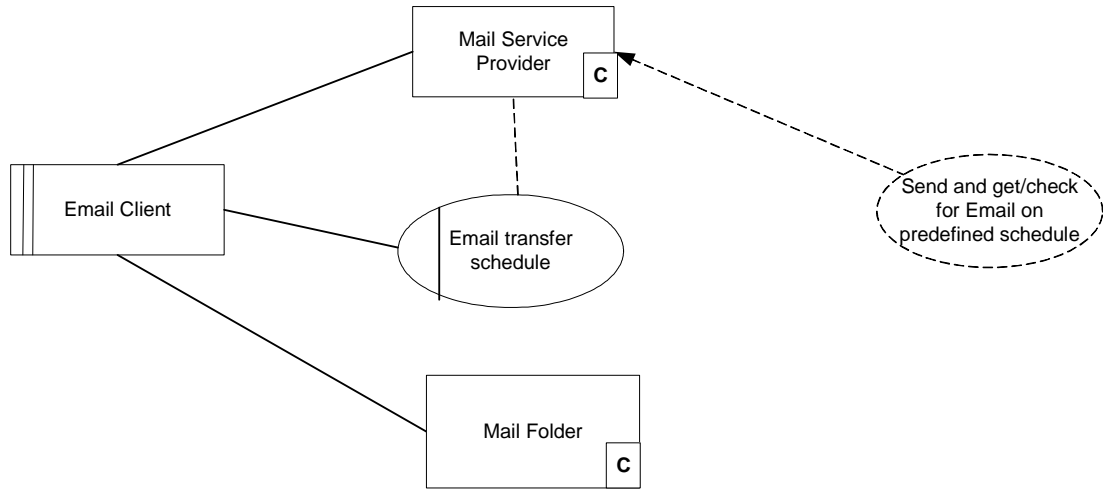 Mail Service
Provider
C
Email Client
Email transfer
schedule
Send and get/check
for Email on
predefined schedule
Mail Folder
C